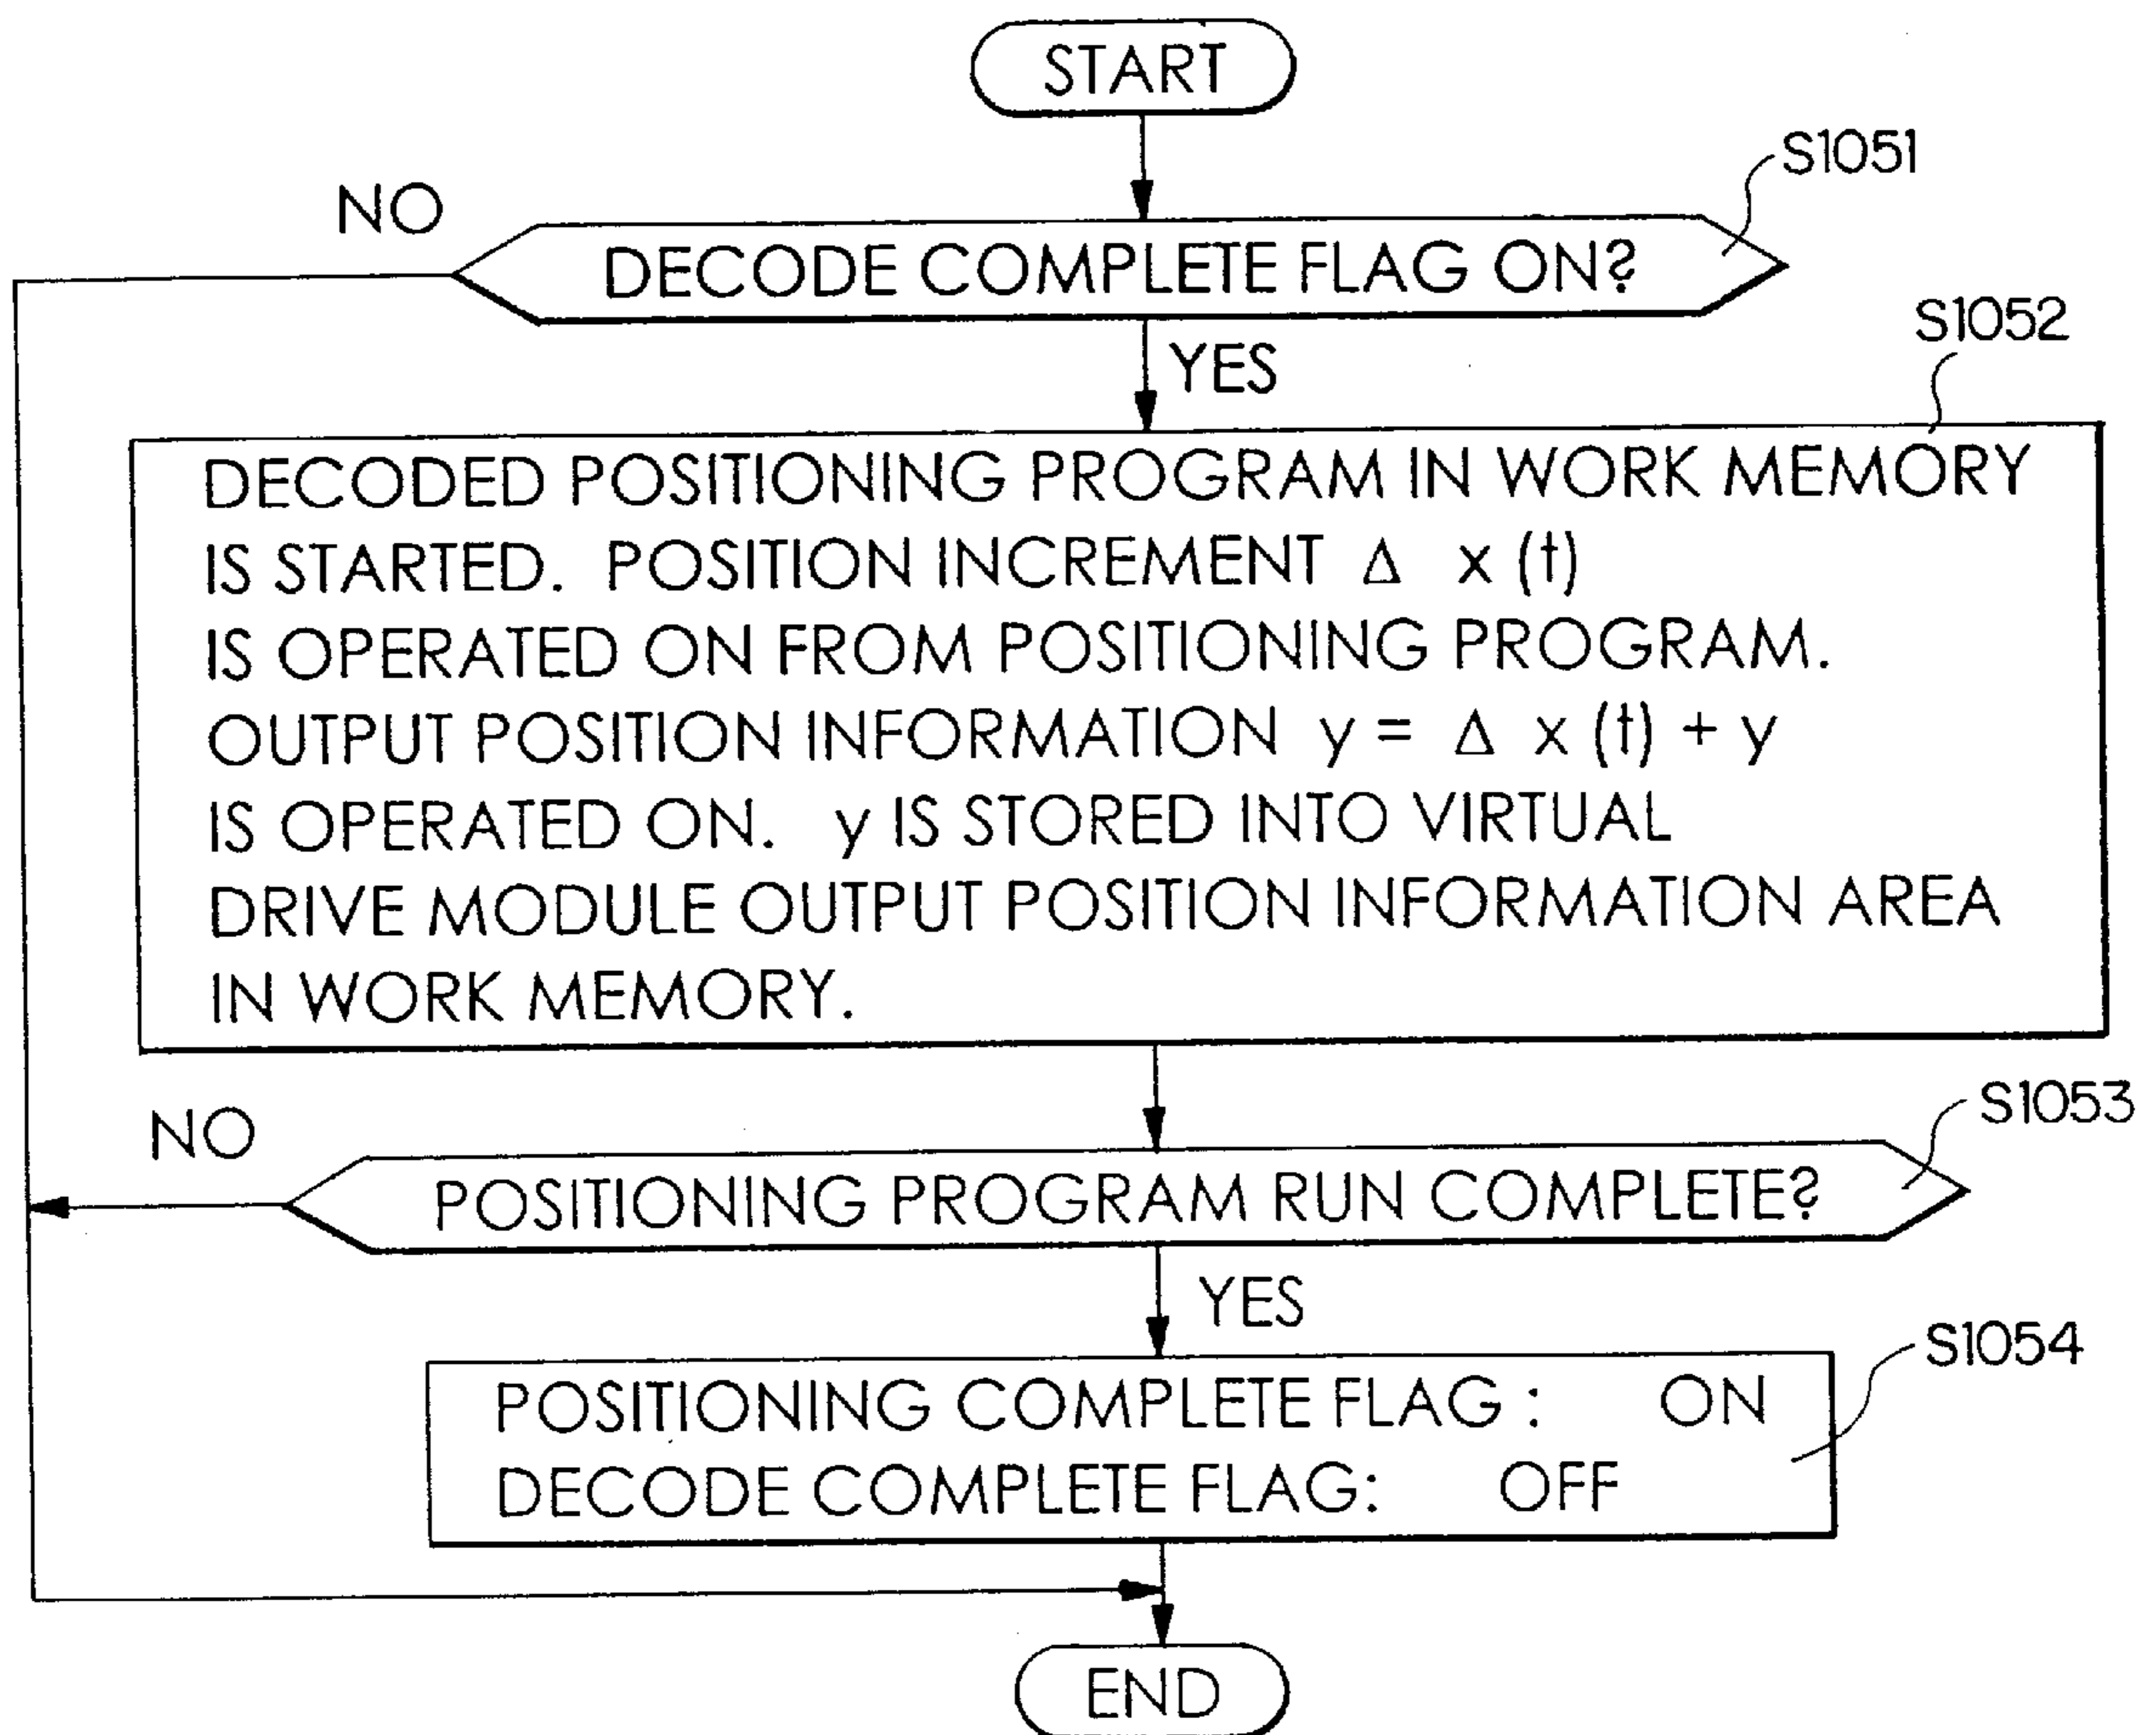 START
S1051
NO
DECODE COMPLETE FLAG ON?
S1052
YES
DECODED POSITIONING PROGRAM IN WORK MEMORY
IS STARTED. POSITION INCREMENT Δ x (t)
IS OPERATED ON FROM POSITIONING PROGRAM.
OUTPUT POSITION INFORMATION y = Δ x (t) + y
IS OPERATED ON. y IS STORED INTO VIRTUAL
DRIVE MODULE OUTPUT POSITION INFORMATION AREA
IN WORK MEMORY.
S1053
NO
POSITIONING PROGRAM RUN COMPLETE?
YES
S1054
POSITIONING COMPLETE FLAG : ON
DECODE COMPLETE FLAG: OFF
END